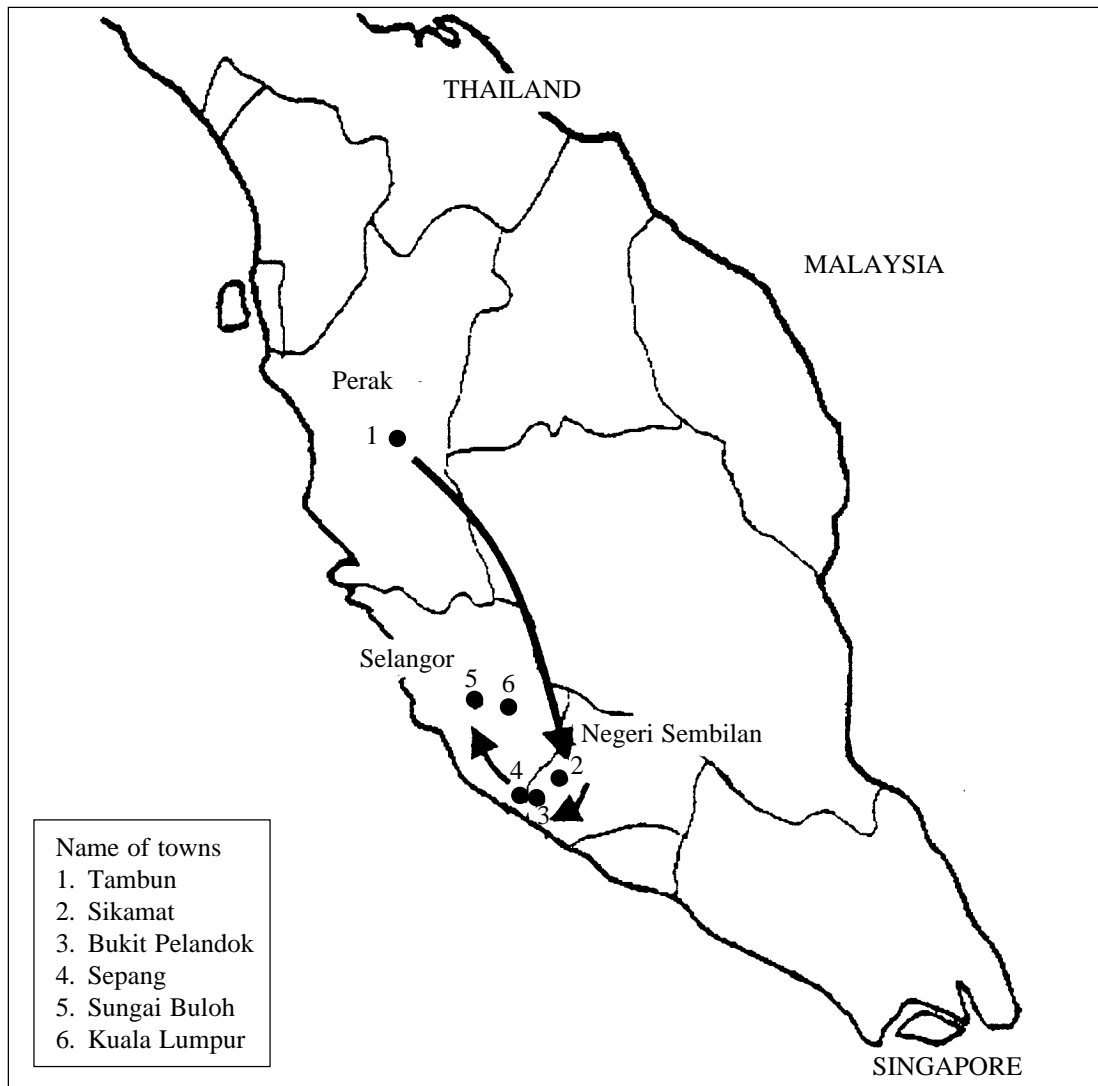 THAILAND
MALAYSIA
Perak
1
Selangor
5
6
Negeri Sembilan
4
2
3
Name of towns
1. Tambun
2. Sikamat
3. Bukit Pelandok
4. Sepang
5. Sungai Buloh
6. Kuala Lumpur
SINGAPORE